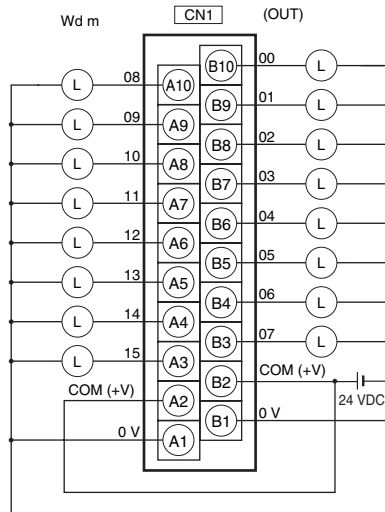 Wd m CN1 (OUT)
B10 00 L
L 08 A10
B9 01 L
L 09 A9
B8 02 L
L 10 A8
B7 03 L
L 11 A7
B6 04 L
L 12 A6
B5 05 L
L 13 A5
B4 06 L
L 14 A4
B3 07 L
L 15 A3
B2 COM (+V)
COM (+V) A2
24 VDC
B1 0 V
0 V A1